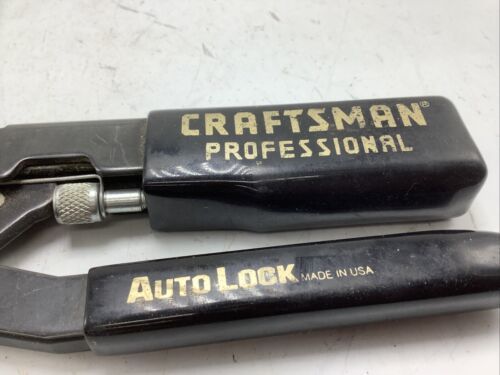 CRAFTSMAN®
PROFESSIONAL
AUTO LOCK MADE IN USA